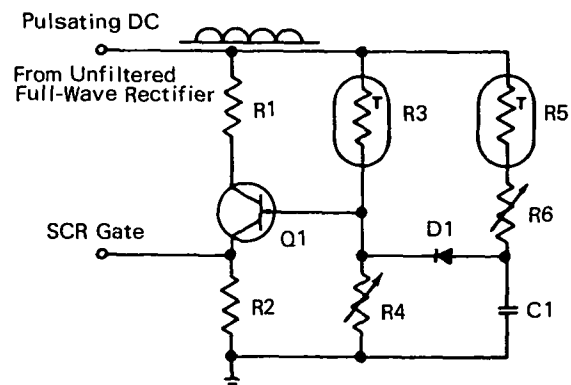 Pulsating DC
From Unfiltered
Full-Wave Rectifier
R1
T
R3
T
R5
R6
SCR Gate
Q1
D1
R2
R4
C1